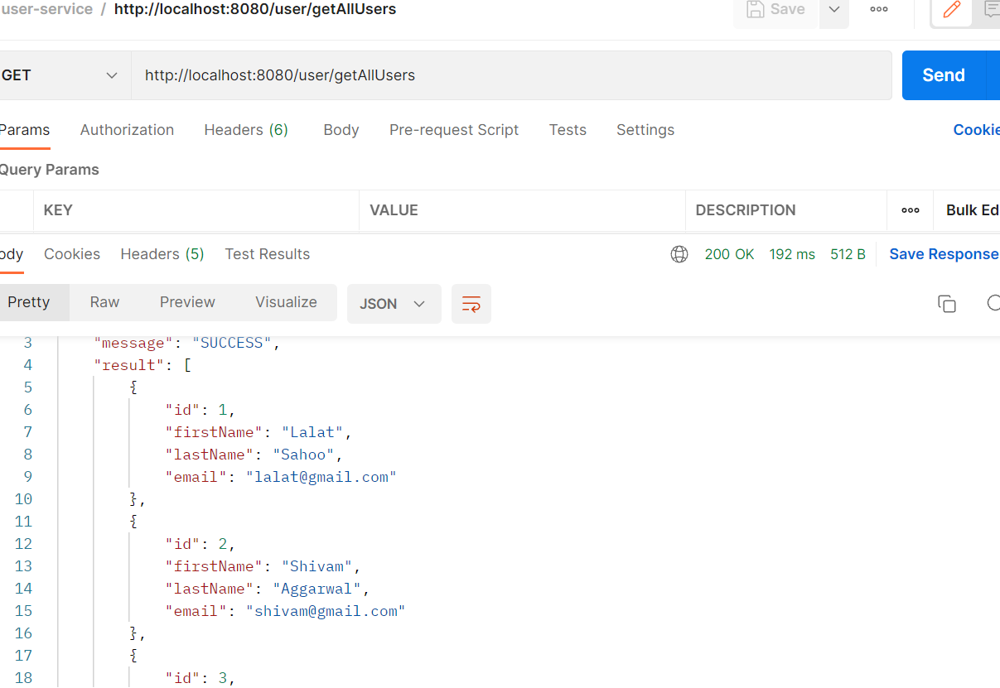 user-service / http://localhost:8080/user/getAllUsers Save
GET http://localhost:8080/user/getAllUsers Send
Params Authorization Headers (6) Body Pre-request Script Tests Settings Cookie
Query Params
KEY VALUE DESCRIPTION Bulk Ed
ody Cookies Headers (5) Test Results 200 OK 192 ms 512 B Save Response
Pretty Raw Preview Visualize JSON
3 "message": "SUCCESS",
4 "result": [
5 {
6 "id": 1,
7 "firstName": "Lalat",
8 "lastName": "Sahoo",
9 "email": "lalat@gmail.com"
10 },
11 {
12 "id": 2,
13 "firstName": "Shivam",
14 "lastName": "Aggarwal",
15 "email": "shivam@gmail.com"
16 },
17 {
18 "id": 3,